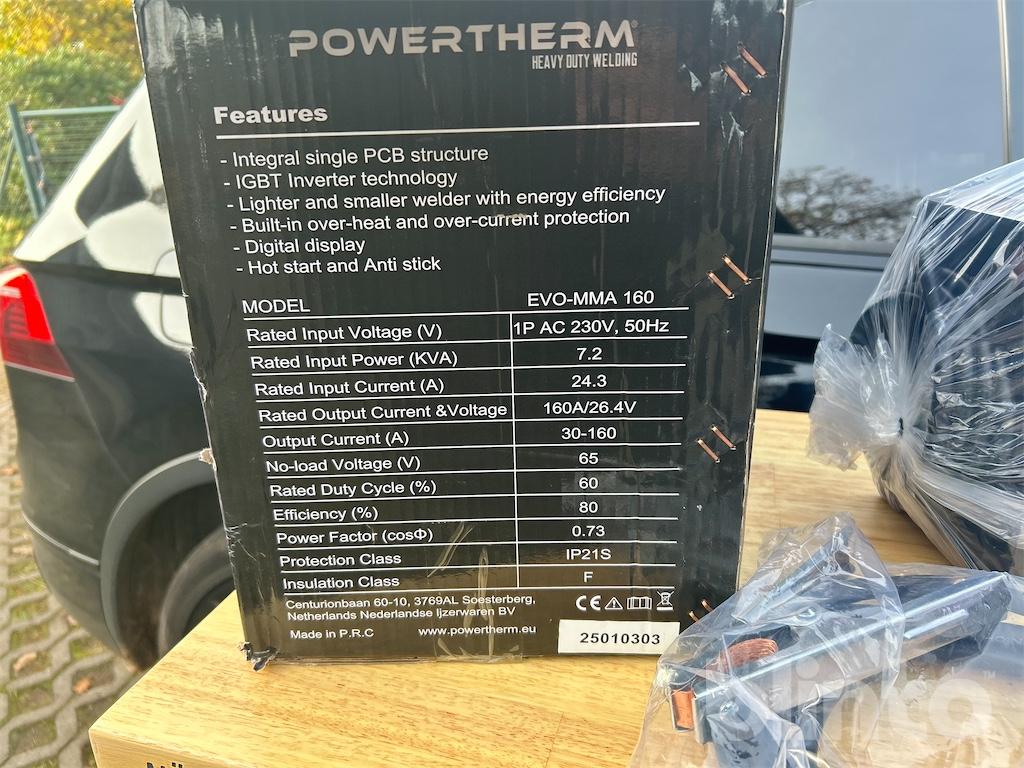 POWERTHERM®
HEAVY DUTY WELDING
Features
- Integral single PCB structure
- IGBT Inverter technology
- Lighter and smaller welder with energy efficiency
- Built-in over-heat and over-current protection
- Digital display
- Hot start and Anti stick
MODEL EVO-MMA 160
Rated Input Voltage (V) 1P AC 230V, 50Hz
Rated Input Power (KVA) 7.2
Rated Input Current (A) 24.3
Rated Output Current &Voltage 160A/26.4V
Output Current (A) 30-160
No-load Voltage (V) 65
Rated Duty Cycle (%) 60
Efficiency (%) 80
Power Factor (cosΦ) 0.73
Protection Class IP21S
Insulation Class F
Centurionbaan 60-10, 3769AL Soesterberg,
Netherlands Nederlandse Ijzerwaren BV
CE
Made in P.R.C www.powertherm.eu
25010303
blinto™